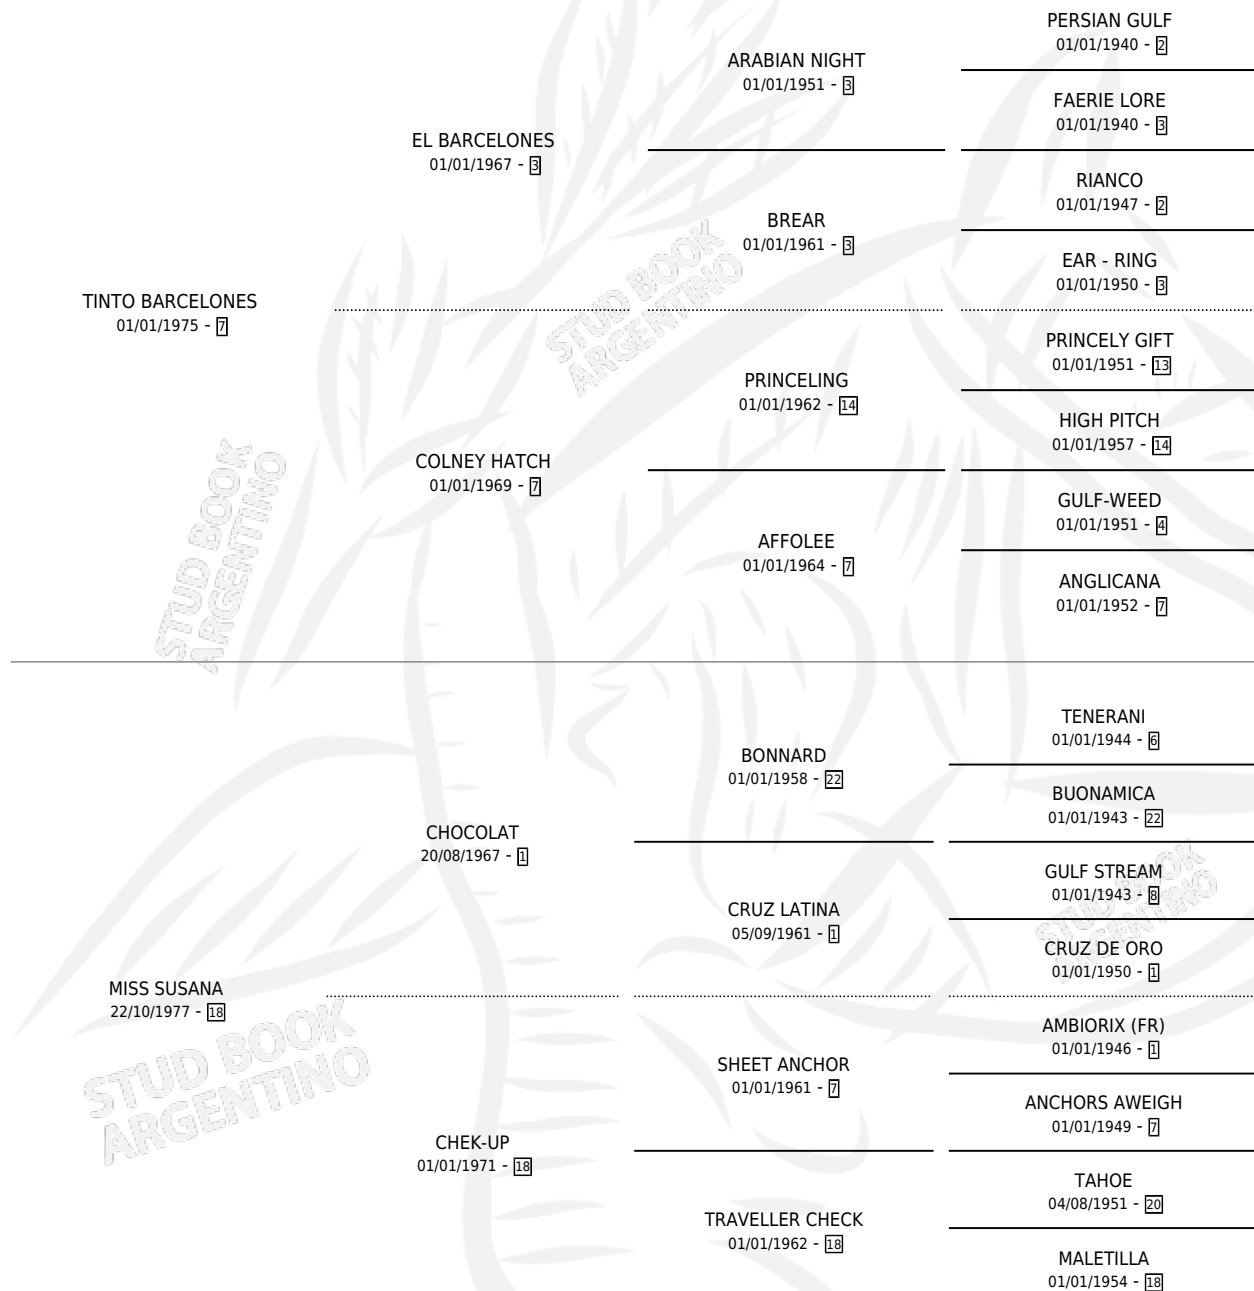 PERSIAN GULF
01/01/1940 - 2
ARABIAN NIGHT
01/01/1951 - 3
FAERIE LORE
01/01/1940 - 3
EL BARCELONES
01/01/1967 - 3
RIANCO
01/01/1947 - 2
BREAR
01/01/1961 - 3
EAR - RING
01/01/1950 - 3
TINTO BARCELONES
01/01/1975 - 7
PRINCELY GIFT
01/01/1951 - 13
PRINCELING
01/01/1962 - 14
HIGH PITCH
01/01/1957 - 14
COLNEY HATCH
01/01/1969 - 7
GULF-WEED
01/01/1951 - 4
AFFOLEE
01/01/1964 - 7
ANGLICANA
01/01/1952 - 7
TENERANI
01/01/1944 - 6
BONNARD
01/01/1958 - 22
BUONAMICA
01/01/1943 - 22
CHOCOLAT
20/08/1967 - 1
GULF STREAM
01/01/1943 - 8
CRUZ LATINA
05/09/1961 - 1
CRUZ DE ORO
01/01/1950 - 1
MISS SUSANA
22/10/1977 - 18
AMBIORIX (FR)
01/01/1946 - 1
SHEET ANCHOR
01/01/1961 - 7
ANCHORS AWEIGH
01/01/1949 - 7
CHEK-UP
01/01/1971 - 18
TAHOE
04/08/1951 - 20
TRAVELLER CHECK
01/01/1962 - 18
MALETILLA
01/01/1954 - 18
STUD BOOK
ARGENTINO
STUD BOOK
ARGENTINO
STUD BOOK
ARGENTINO
STUD BOOK
ARGENTINO